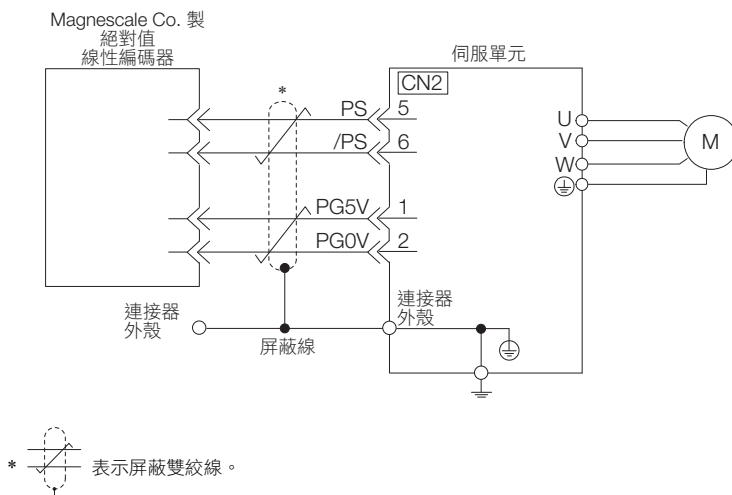 Magnescale Co. 製
絕對值
線性編碼器
伺服單元
CN2
*
PS
5
/PS
6
PG5V
1
PG0V
2
U
V
W
M
連接器
外殼
屏蔽線
連接器
外殼
* 表示屏蔽雙絞線。